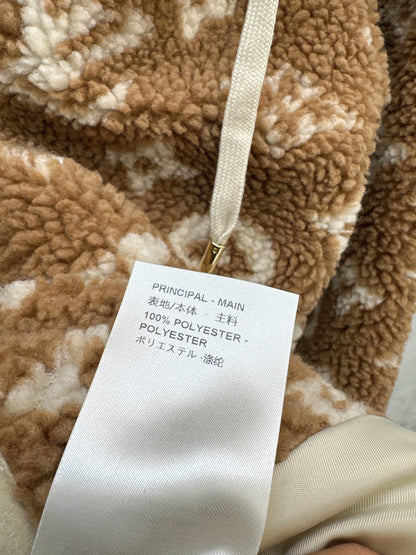 PRINCIPAL - MAIN
表地/本体 - 主料
100% POLYESTER -
POLYESTER
ポリエステル -涤纶